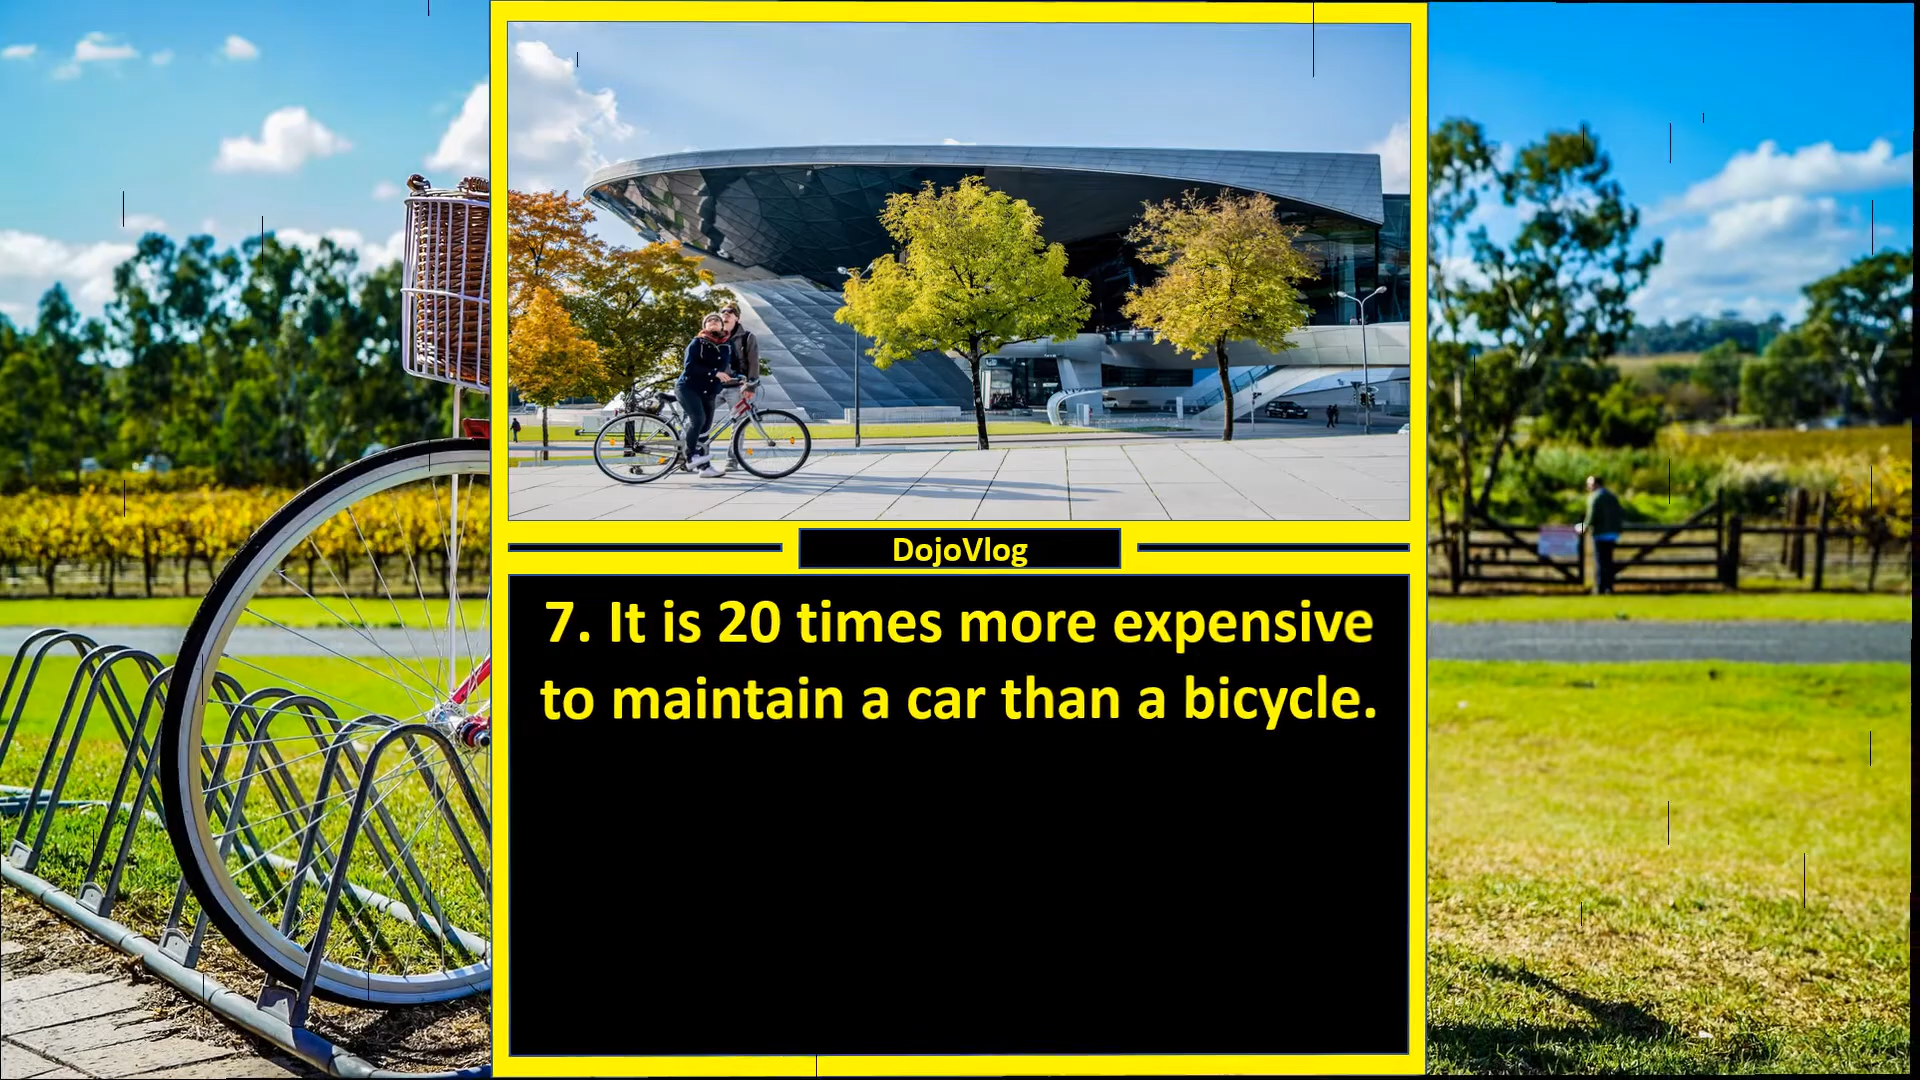 DojoVlog
7. It is 20 times more expensive
to maintain a car than a bicycle.